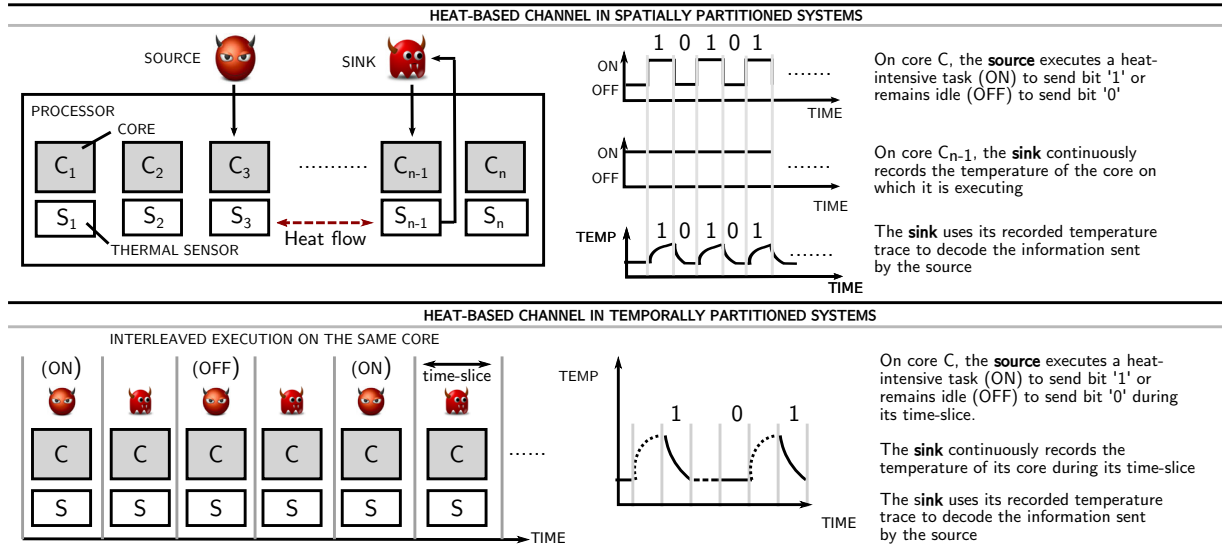 HEAT-BASED CHANNEL IN SPATIALLY PARTITIONED SYSTEMS
SOURCE
SINK
PROCESSOR
CORE
C1
C2
C3
............
Cn-1
Cn
S1
S2
S3
Sn-1
Sn
Heat flow
THERMAL SENSOR
1 0 1 0 1
ON
OFF
.......
TIME
ON
OFF
.......
TIME
1 0 1 0 1
TEMP
.......
TIME
On core C, the source executes a heat-
intensive task (ON) to send bit '1' or
remains idle (OFF) to send bit '0'
On core Cn-1, the sink continuously
records the temperature of the core on
which it is executing
The sink uses its recorded temperature
trace to decode the information sent
by the source
HEAT-BASED CHANNEL IN TEMPORALLY PARTITIONED SYSTEMS
INTERLEAVED EXECUTION ON THE SAME CORE
(ON)
(OFF)
(ON)
time-slice
C C C C C C
......
S S S S S S
TIME
TEMP
1 0 1
TIME
On core C, the source executes a heat-
intensive task (ON) to send bit '1' or
remains idle (OFF) to send bit '0' during
its time-slice.
The sink continuously records the
temperature of its core during its time-slice
The sink uses its recorded temperature
trace to decode the information sent
by the source